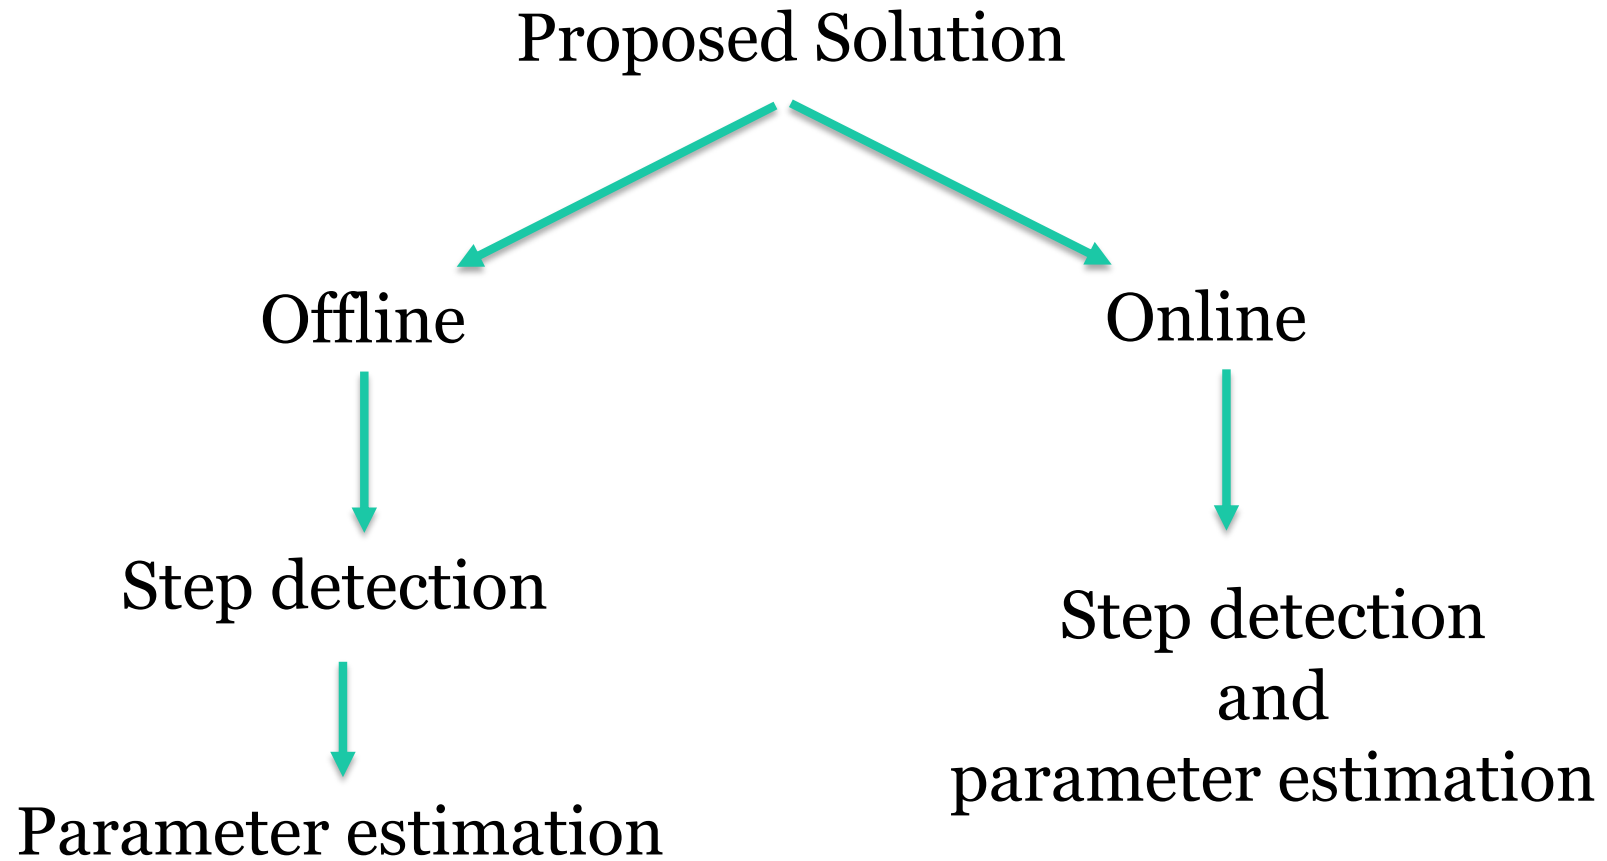 Proposed Solution
Offline
Online
Step detection
Step detection
and
parameter estimation
Parameter estimation